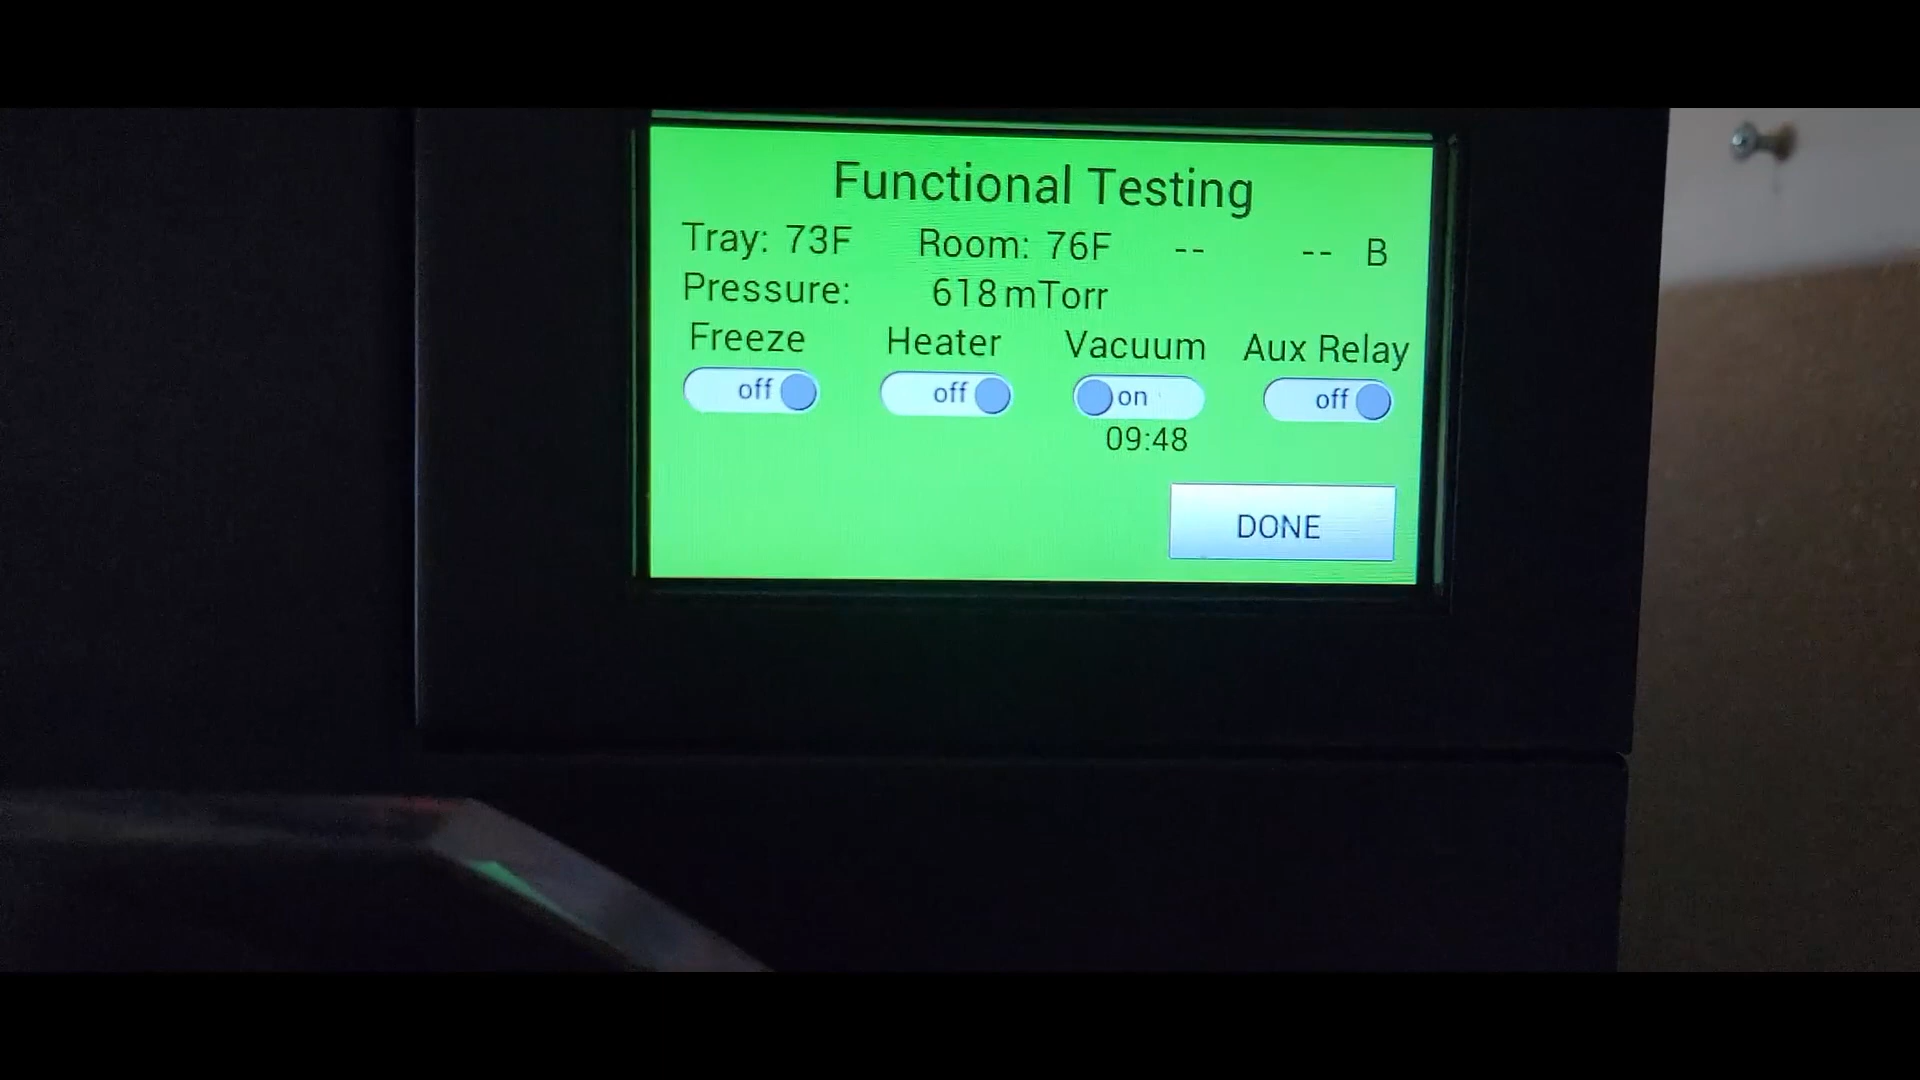 Functional Testing
Tray: 73F Room: 76F -- -- B
Pressure: 618 mTorr
Freeze Heater Vacuum Aux Relay
off off on off
09:48
DONE